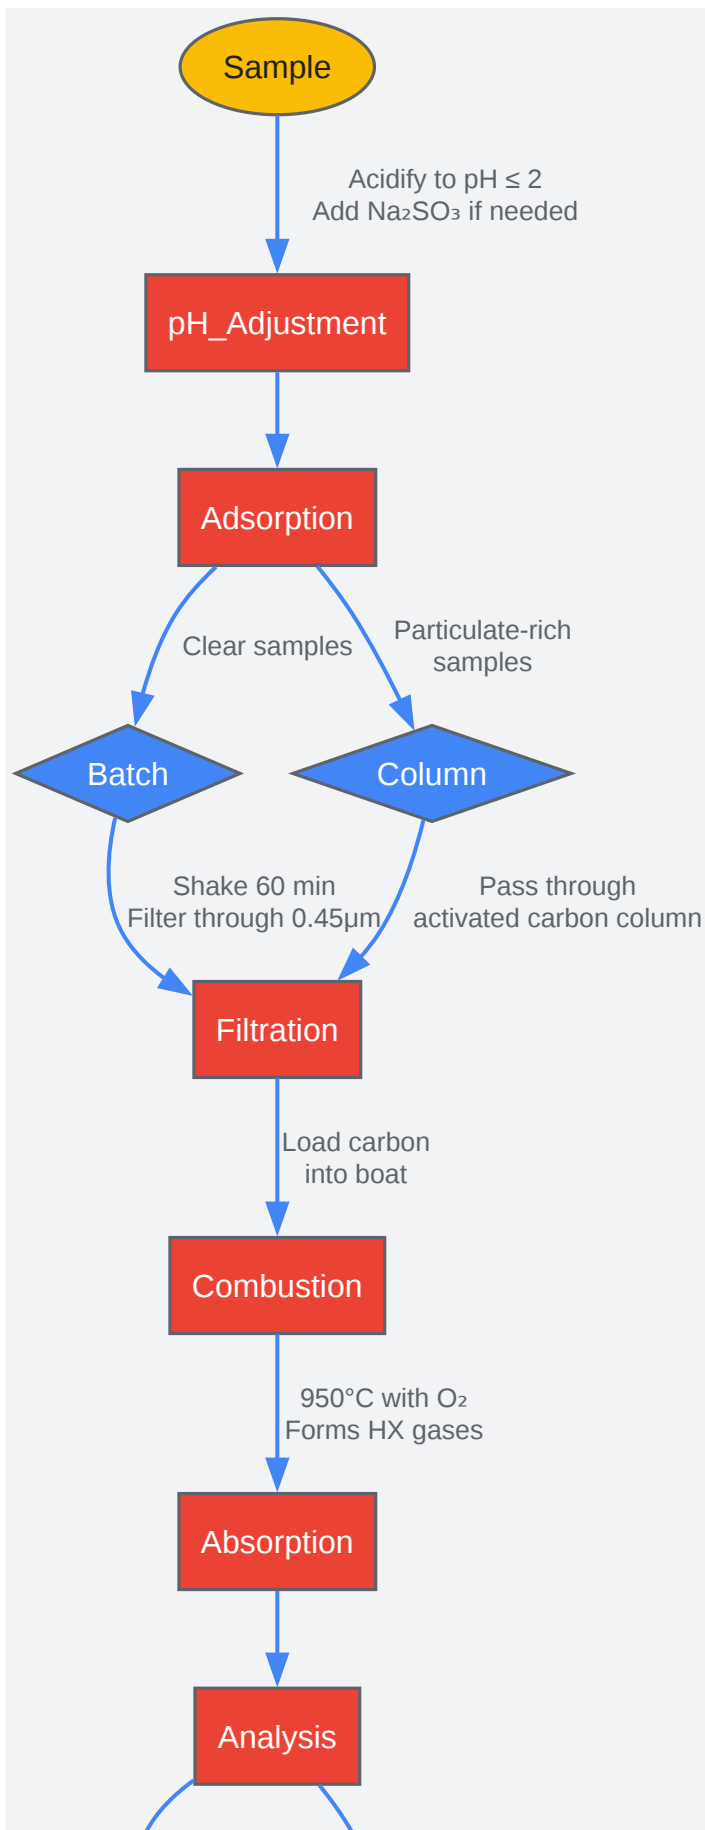 Sample
Acidify to pH ≤ 2
Add Na₂SO₃ if needed
pH_Adjustment
Adsorption
Clear samples
Particulate-rich
samples
Batch
Column
Shake 60 min
Filter through 0.45μm
Pass through
activated carbon column
Filtration
Load carbon
into boat
Combustion
950°C with O₂
Forms HX gases
Absorption
Analysis